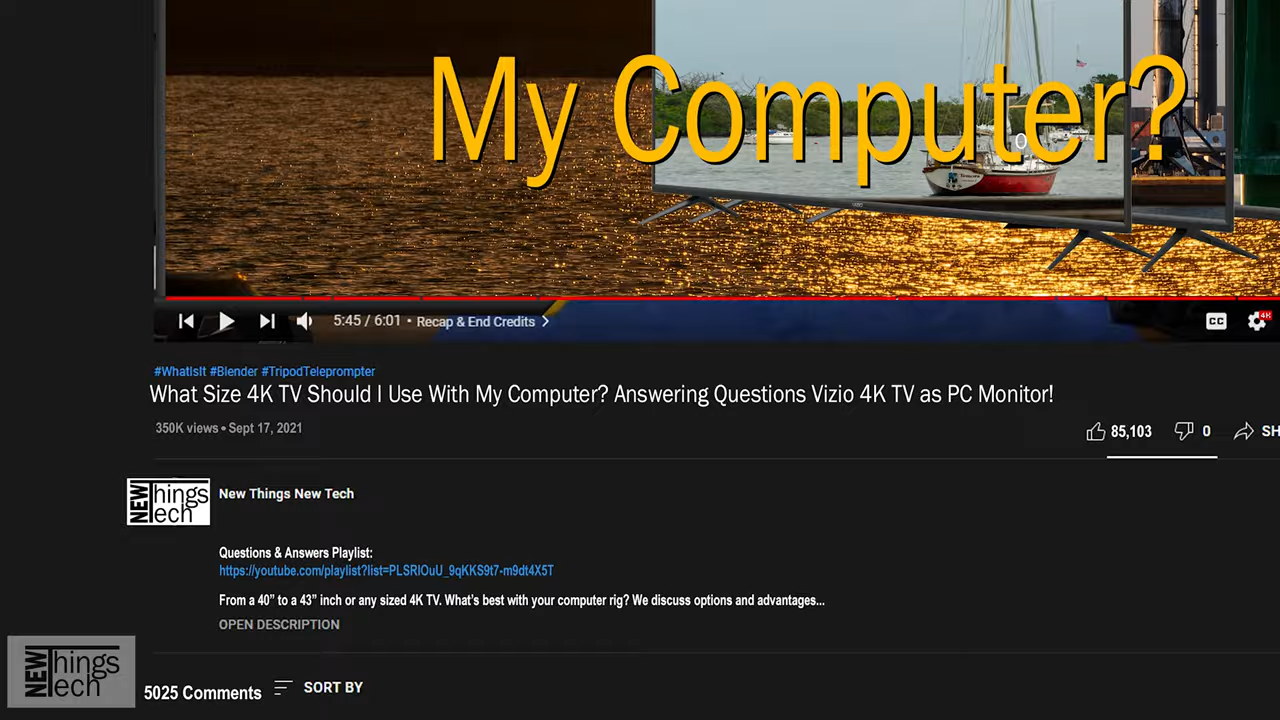 My Computer?
5:45 / 6:01 • Recap & End Credits
CC
4K
#WhatIsIt #Blender #TripodTeleprompter
What Size 4K TV Should I Use With My Computer? Answering Questions Vizio 4K TV as PC Monitor!
350K views • Sept 17, 2021
85,103
0
SH
NEW Things Tech
New Things New Tech
Questions & Answers Playlist:
https://youtube.com/playlist?list=PLSRIOuU_9qKKS9t7-m9dt4X5T
From a 40” to a 43” inch or any sized 4K TV. What's best with your computer rig? We discuss options and advantages...
OPEN DESCRIPTION
NEW Things Tech
5025 Comments
SORT BY